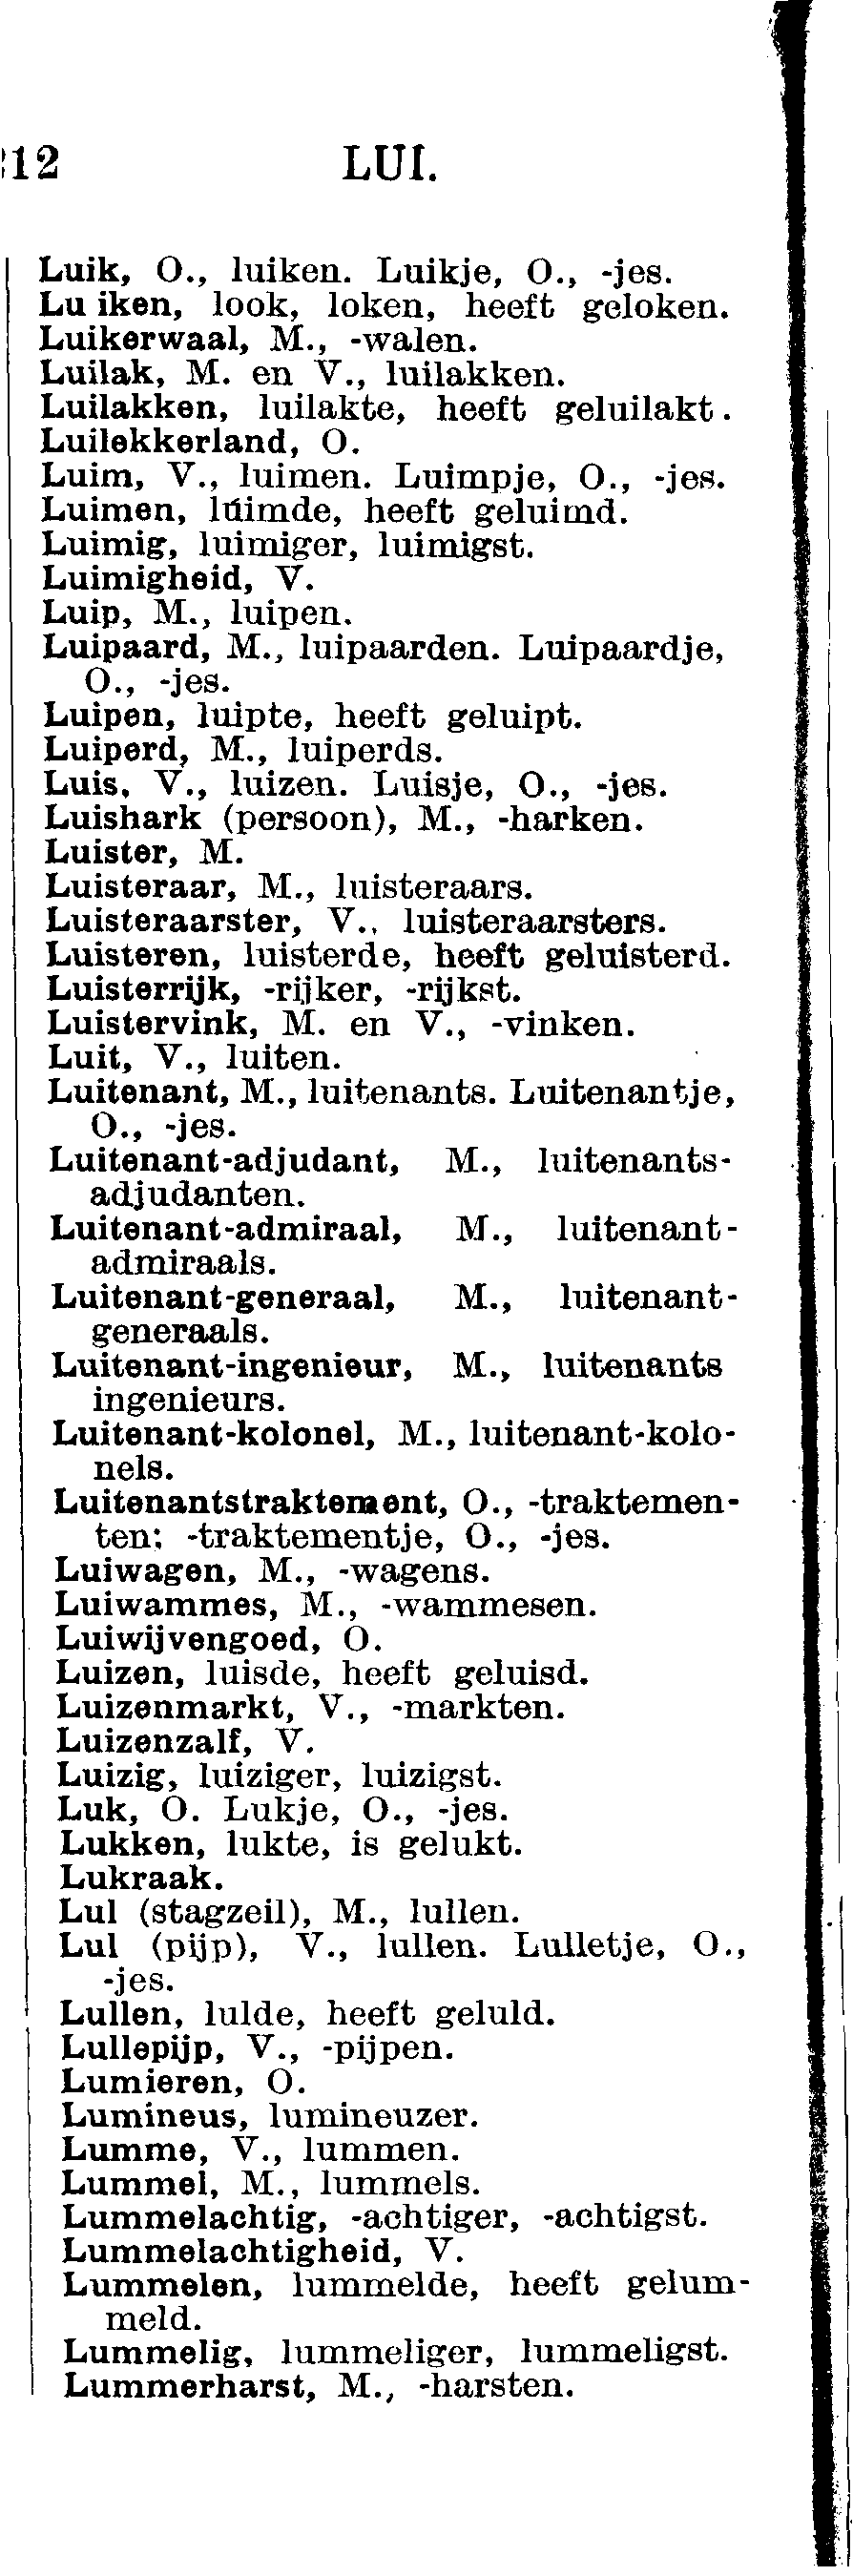 12 LUI.
Luik, O., luiken. Luikje, O., -jes.
Lu iken, look, loken, heeft geloken.
Luikerwaal, M., -walen.
Luilak, M. en V., luilakken.
Luilakken, luilakte, heeft geluilakt.
Luilekkerland, O.
Luim, V., luimen. Luimpje, O., -jes.
Luimen, luimde, heeft geluimd.
Luimig, luimiger, luimigst.
Luimigheid, V.
Luip, M., luipen.
Luipaard, M., luipaarden. Luipaardje,
O., -jes.
Luipen, luipte, heeft geluipt.
Luiperd, M., luiperds.
Luis, V., luizen. Luisje, O., -jes.
Luishark (persoon), M., -harken.
Luister, M.
Luisteraar, M., luisteraars.
Luisteraarster, V., luisteraarsters.
Luisteren, luisterde, heeft geluisterd.
Luisterrijk, -rijker, -rijkst.
Luistervink, M. en V., -vinken.
Luit, V., luiten.
Luitenant, M., luitenants. Luitenantje,
O., -jes.
Luitenant-adjudant, M., luitenants-
adjudanten.
Luitenant-admiraal, M., luitenant-
admiraals.
Luitenant-generaal, M., luitenant-
generaals.
Luitenant-ingenieur, M., luitenants
ingenieurs.
Luitenant-kolonel, M., luitenant-kolo-
nels.
Luitenantstraktement, O., -traktemen-
ten; -traktementje, O., -jes.
Luiwagen, M., -wagens.
Luiwammes, M., -wammesen.
Luiwijvengoed, O.
Luizen, luisde, heeft geluisd.
Luizenmarkt, V., -markten.
Luizenzalf, V.
Luizig, luiziger, luizigst.
Luk, O. Lukje, O., -jes.
Lukken, lukte, is gelukt.
Lukraak.
Lul (stagzeil), M., lullen.
Lul (pijp), V., lullen. Lulletje, O.,
-jes.
Lullen, lulde, heeft geluld.
Lullepijp, V., -pijpen.
Lumieren, O.
Lumineus, lumineuzer.
Lumme, V., lummen.
Lummel, M., lummels.
Lummelachtig, -achtiger, -achtigst.
Lummelachtigheid, V.
Lummelen, lummelde, heeft gelum-
meld.
Lummelig, lummeliger, lummeligst.
Lummerharst, M., -harsten.